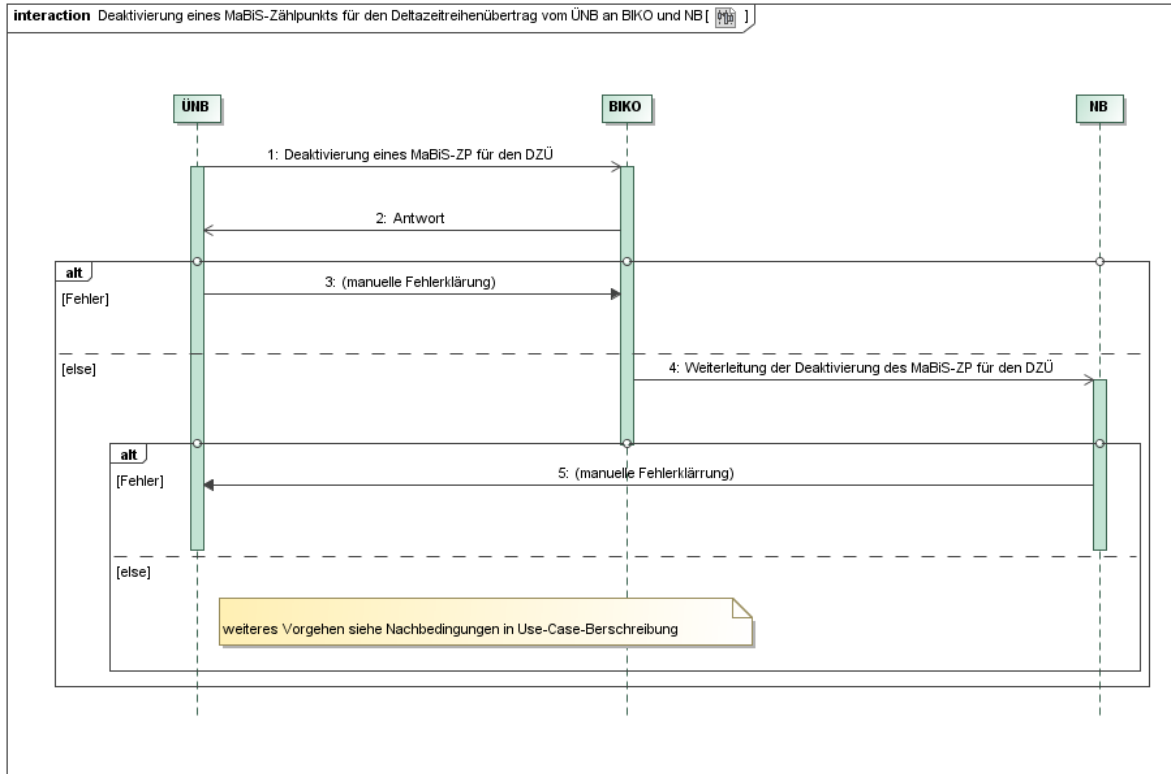 interaction Deaktivierung eines MaBiS-Zählpunkts für den Deltazeitreihenübertrag vom ÜNB an BIKO und NB [ ]
ÜNB
BIKO
NB
1: Deaktivierung eines MaBiS-ZP für den DZÜ
2: Antwort
alt
3: (manuelle Fehlerklärung)
[Fehler]
[else]
4: Weiterleitung der Deaktivierung des MaBiS-ZP für den DZÜ
alt
[Fehler]
5: (manuelle Fehlerklärrung)
[else]
weiteres Vorgehen siehe Nachbedingungen in Use-Case-Berschreibung